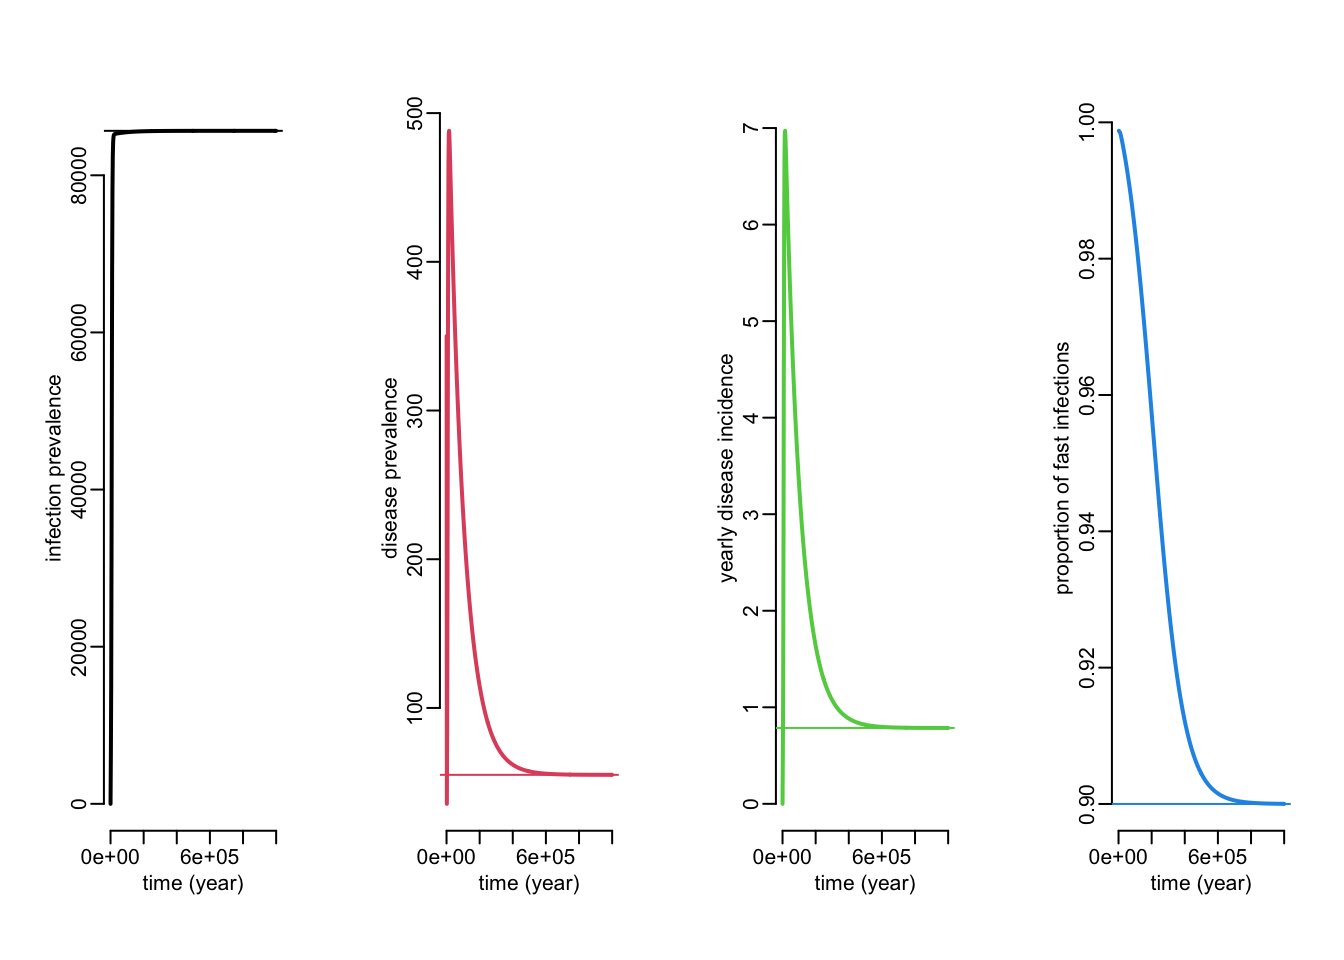 infection prevalence
0
20000
40000
60000
80000
0e+00
6e+05
time (year)
disease prevalence
100
200
300
400
500
0e+00
6e+05
time (year)
yearly disease incidence
0
1
2
3
4
5
6
7
0e+00
6e+05
time (year)
proportion of fast infections
0.90
0.92
0.94
0.96
0.98
1.00
0e+00
6e+05
time (year)